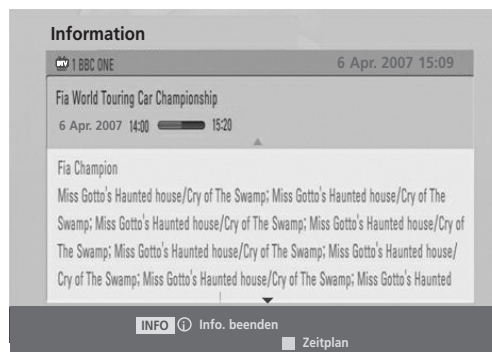 Information
DTV 1 BBC ONE 6 Apr. 2007 15:09
Fia World Touring Car Championship
6 Apr. 2007 14:00 15:20
Fia Champion
Miss Gotto's Haunted house/Cry of The Swamp; Miss Gotto's Haunted house/Cry of The
Swamp; Miss Gotto's Haunted house/Cry of The Swamp; Miss Gotto's Haunted house/Cry of
The Swamp; Miss Gotto's Haunted house/Cry of The Swamp; Miss Gotto's Haunted house/
Cry of The Swamp; Miss Gotto's Haunted house/Cry of The Swamp; Miss Gotto's Haunted
INFO i Info. beenden
Zeitplan